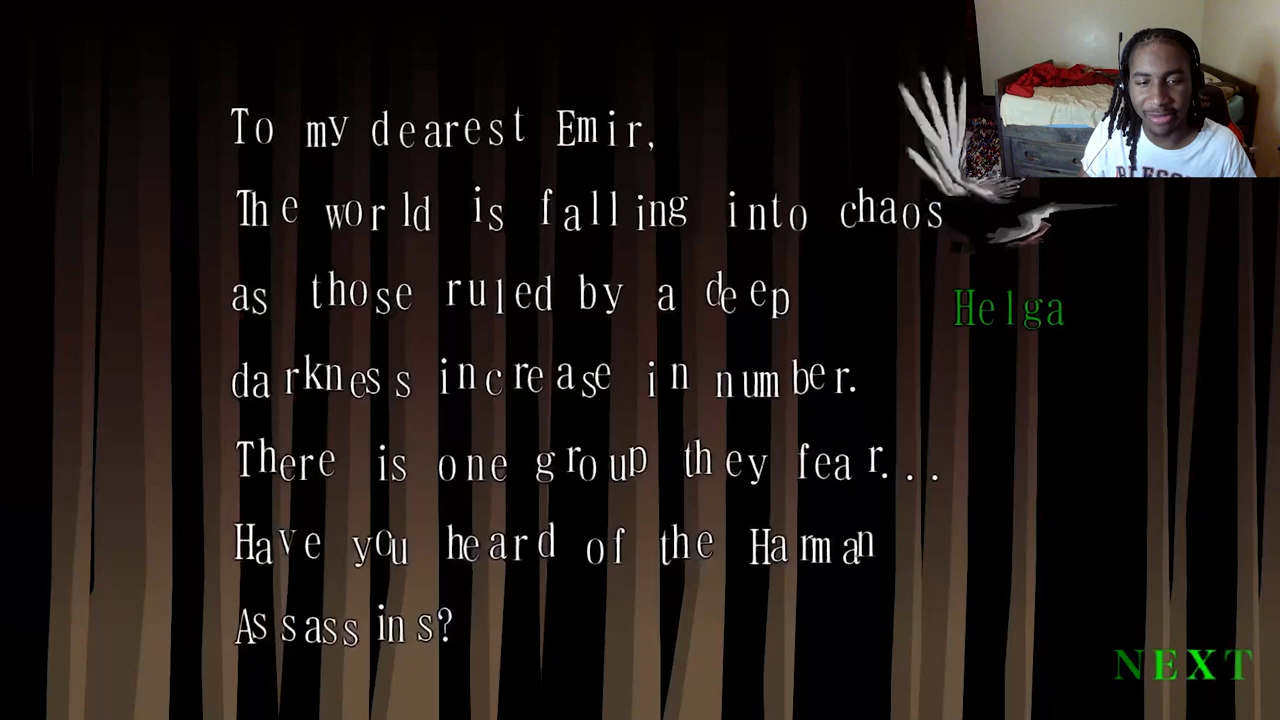 To my dearest Emir,
The world is falling into chaos
as those ruled by a deep
darkness increase in number.
There is one group they fear...
Have you heard of the Harman
Assassins?
Helga
NEXT